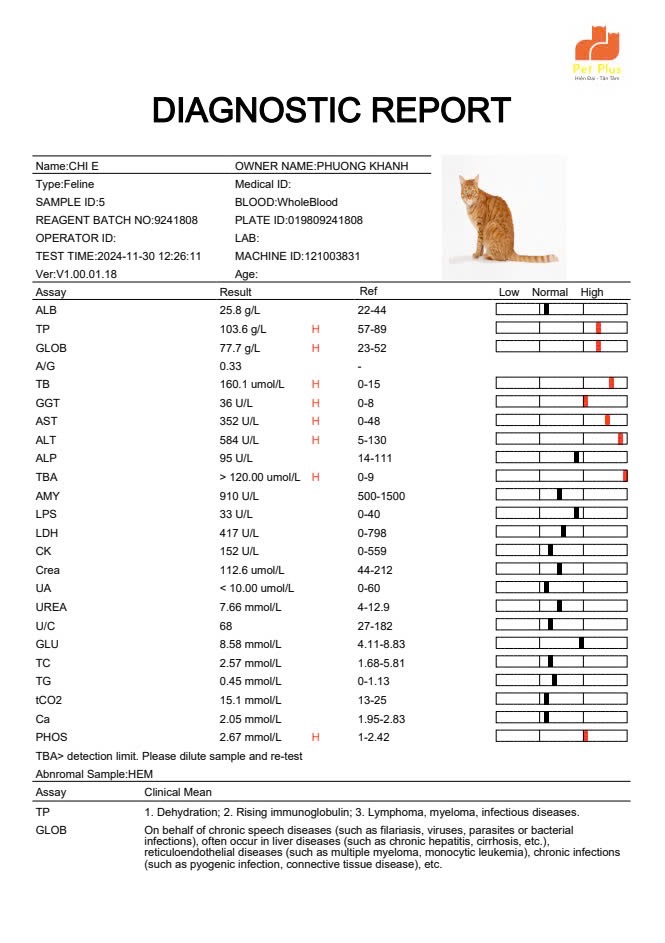 Pet Plus
Hiện Đại - Tận Tâm
DIAGNOSTIC REPORT
Name:CHI E OWNER NAME:PHUONG KHANH
Type:Feline Medical ID:
SAMPLE ID:5 BLOOD:WholeBlood
REAGENT BATCH NO:9241808 PLATE ID:019809241808
OPERATOR ID: LAB:
TEST TIME:2024-11-30 12:26:11 MACHINE ID:121003831
Ver:V1.00.01.18 Age:
Assay Result Ref Low Normal High
ALB 25.8 g/L 22-44
TP 103.6 g/L H 57-89
GLOB 77.7 g/L H 23-52
A/G 0.33 -
TB 160.1 umol/L H 0-15
GGT 36 U/L H 0-8
AST 352 U/L H 0-48
ALT 584 U/L H 5-130
ALP 95 U/L 14-111
TBA > 120.00 umol/L H 0-9
AMY 910 U/L 500-1500
LPS 33 U/L 0-40
LDH 417 U/L 0-798
CK 152 U/L 0-559
Crea 112.6 umol/L 44-212
UA < 10.00 umol/L 0-60
UREA 7.66 mmol/L 4-12.9
U/C 68 27-182
GLU 8.58 mmol/L 4.11-8.83
TC 2.57 mmol/L 1.68-5.81
TG 0.45 mmol/L 0-1.13
tCO2 15.1 mmol/L 13-25
Ca 2.05 mmol/L 1.95-2.83
PHOS 2.67 mmol/L H 1-2.42
TBA> detection limit. Please dilute sample and re-test
Abnromal Sample:HEM
Assay Clinical Mean
TP 1. Dehydration; 2. Rising immunoglobulin; 3. Lymphoma, myeloma, infectious diseases.
GLOB On behalf of chronic speech diseases (such as filariasis, viruses, parasites or bacterial
infections), often occur in liver diseases (such as chronic hepatitis, cirrhosis, etc.),
reticuloendothelial diseases (such as multiple myeloma, monocytic leukemia), chronic infections
(such as pyogenic infection, connective tissue disease), etc.